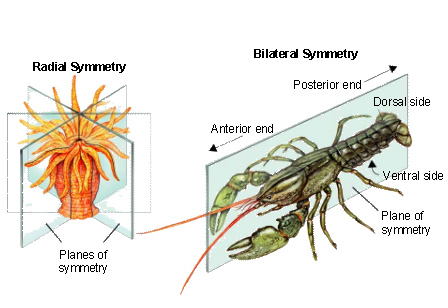 Radial Symmetry
Planes of
symmetry
Bilateral Symmetry
Posterior end
Dorsal side
Anterior end
Ventral side
Plane of
symmetry